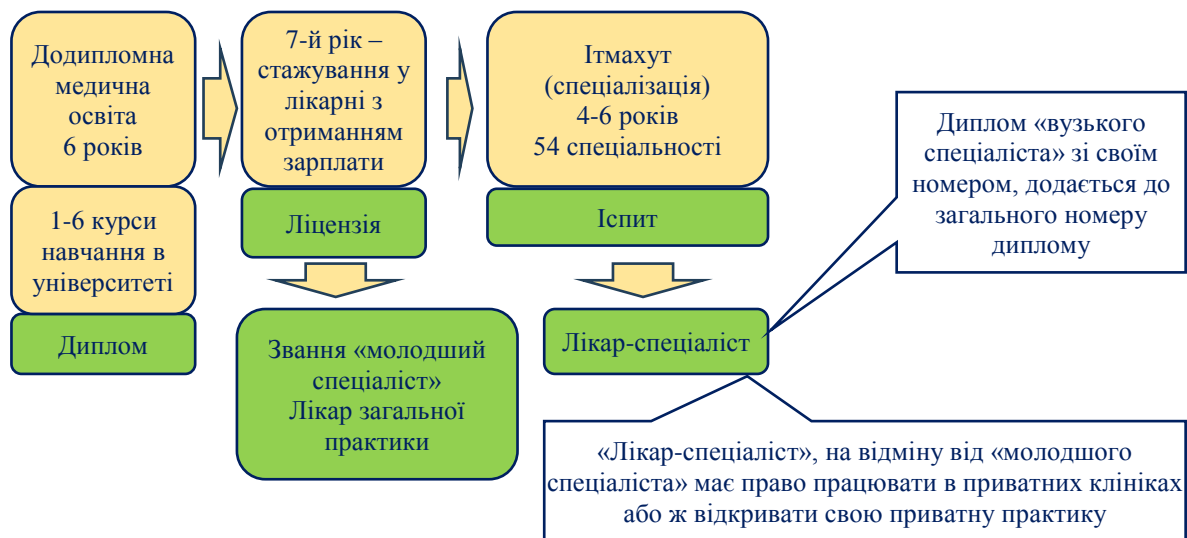 Додипломна
медична
освіта
6 років
1-6 курси
навчання в
університеті
Диплом
7-й рік –
стажування у
лікарні з
отриманням
зарплати
Ліцензія
Звання «молодший
спеціаліст»
Лікар загальної
практики
Ітмахут
(спеціалізація)
4-6 років
54 спеціальності
Іспит
Лікар-спеціаліст
Диплом «вузького
спеціаліста» зі своїм
номером, додається до
загального номеру
диплому
«Лікар-спеціаліст», на відміну від «молодшого
спеціаліста» має право працювати в приватних клініках
або ж відкривати свою приватну практику